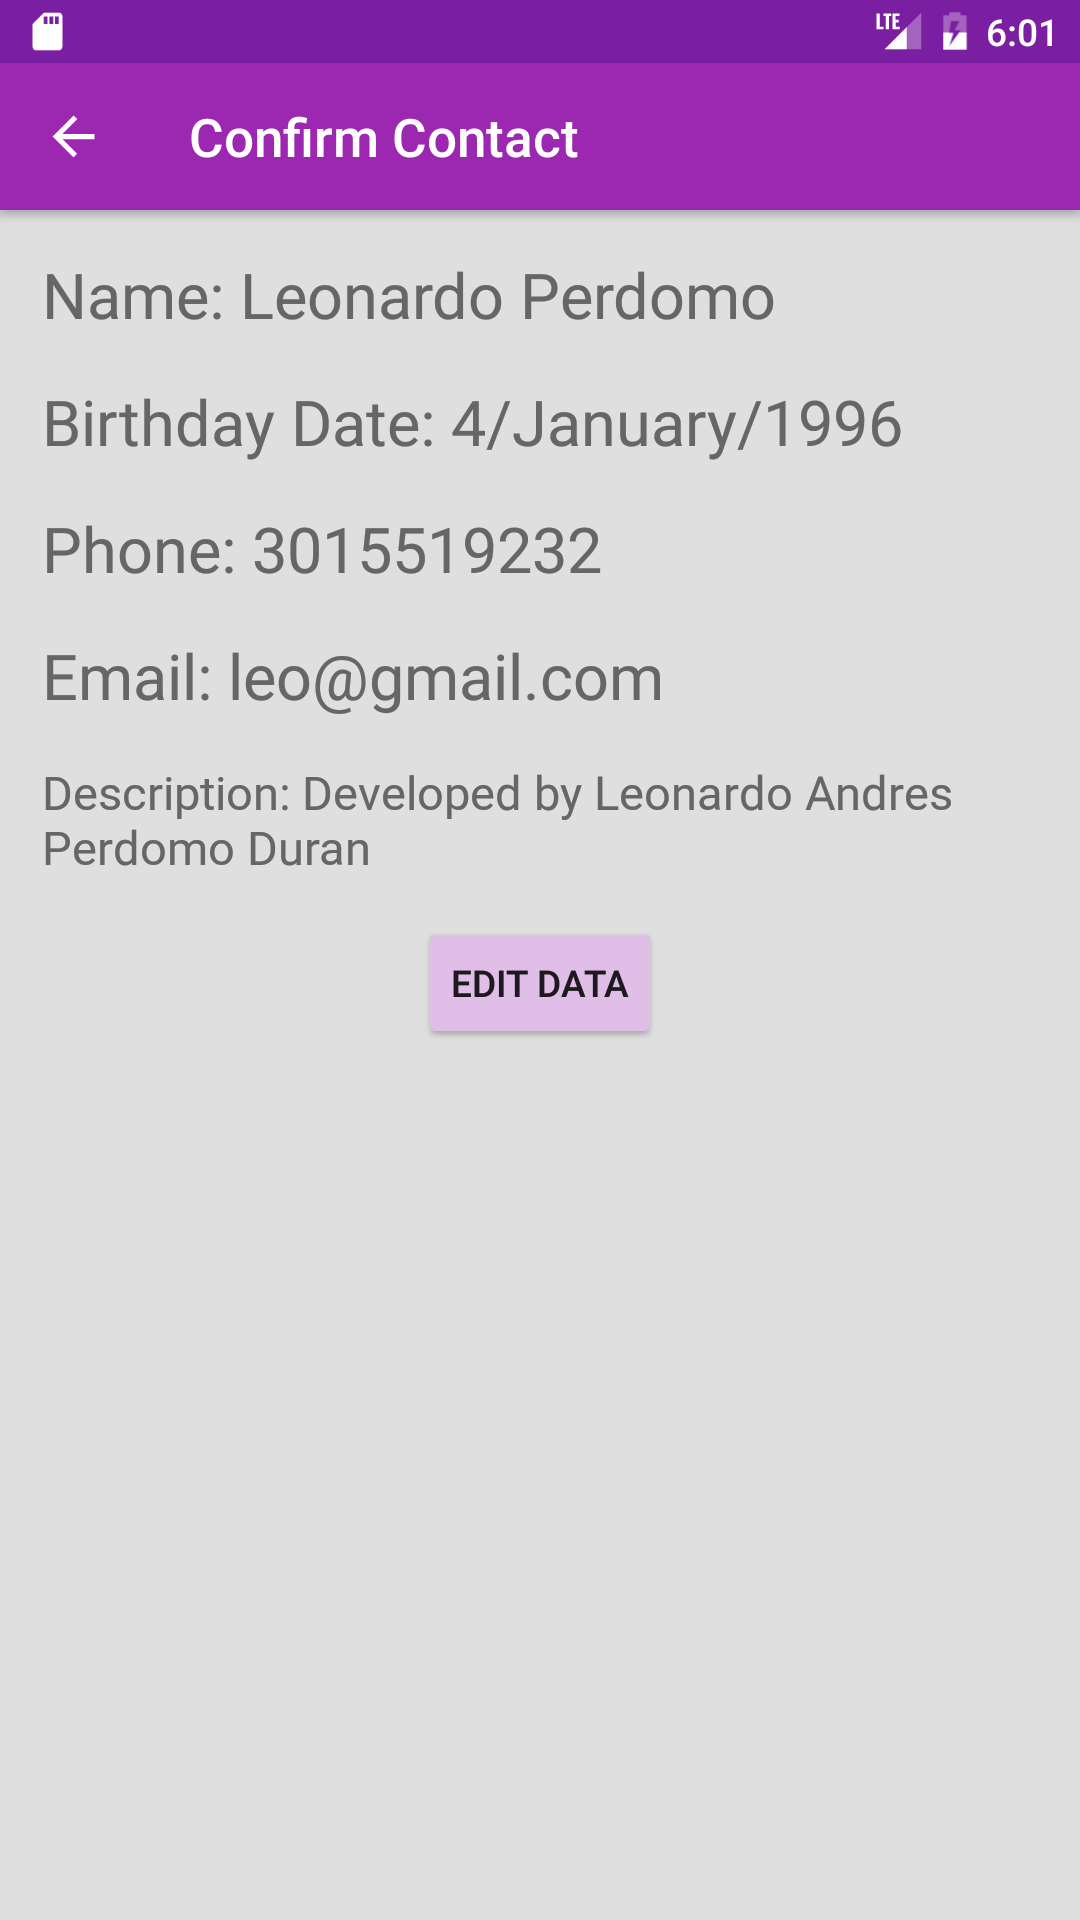 LTE 6:01
Confirm Contact
Name: Leonardo Perdomo
Birthday Date: 4/January/1996
Phone: 3015519232
Email: leo@gmail.com
Description: Developed by Leonardo Andres
Perdomo Duran
EDIT DATA